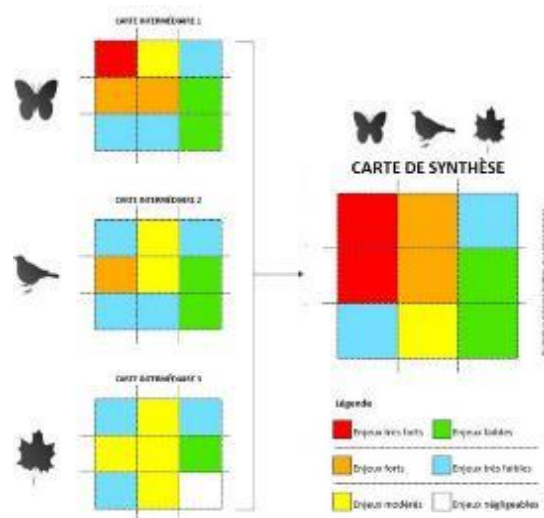 CARTE INTERMÉDIAIRE 1
CARTE INTERMÉDIAIRE 2
CARTE INTERMÉDIAIRE 3
CARTE DE SYNTHÈSE
Légende
Enjeux très forts
Enjeux faibles
Enjeux forts
Enjeux très faibles
Enjeux modérés
Enjeux négligeables